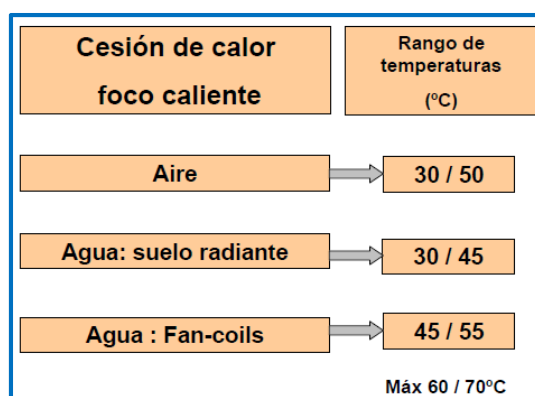 Cesión de calor
foco caliente
Rango de
temperaturas
(ºC)
Aire
30 / 50
Agua: suelo radiante
30 / 45
Agua : Fan-coils
45 / 55
Máx 60 / 70ºC